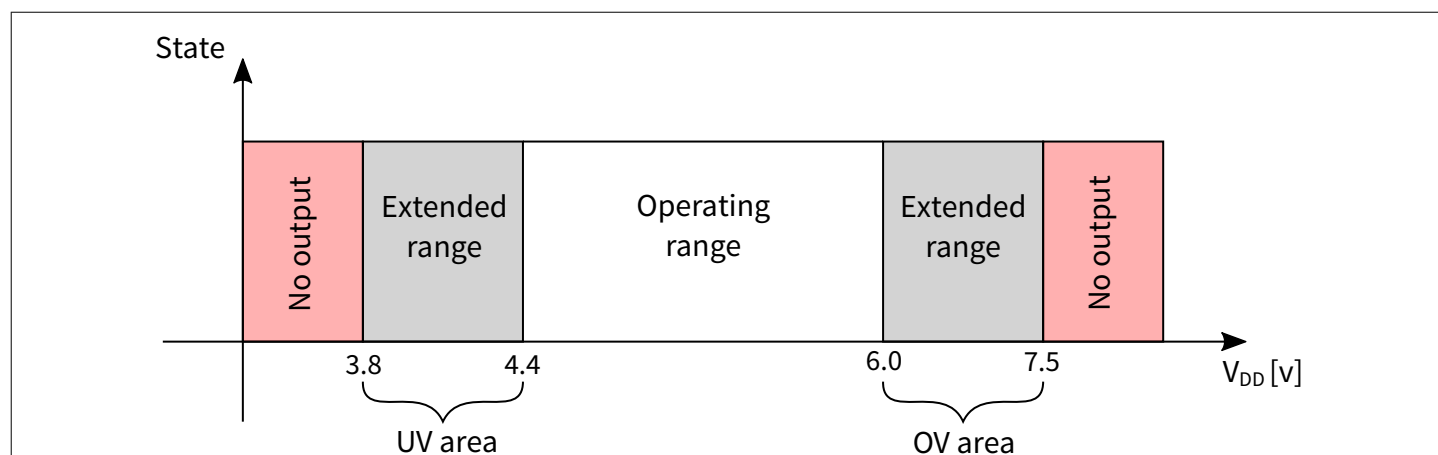 State
No output
Extended
range
Operating
range
Extended
range
No output
3.8
4.4
6.0
7.5
VDD [v]
UV area
OV area